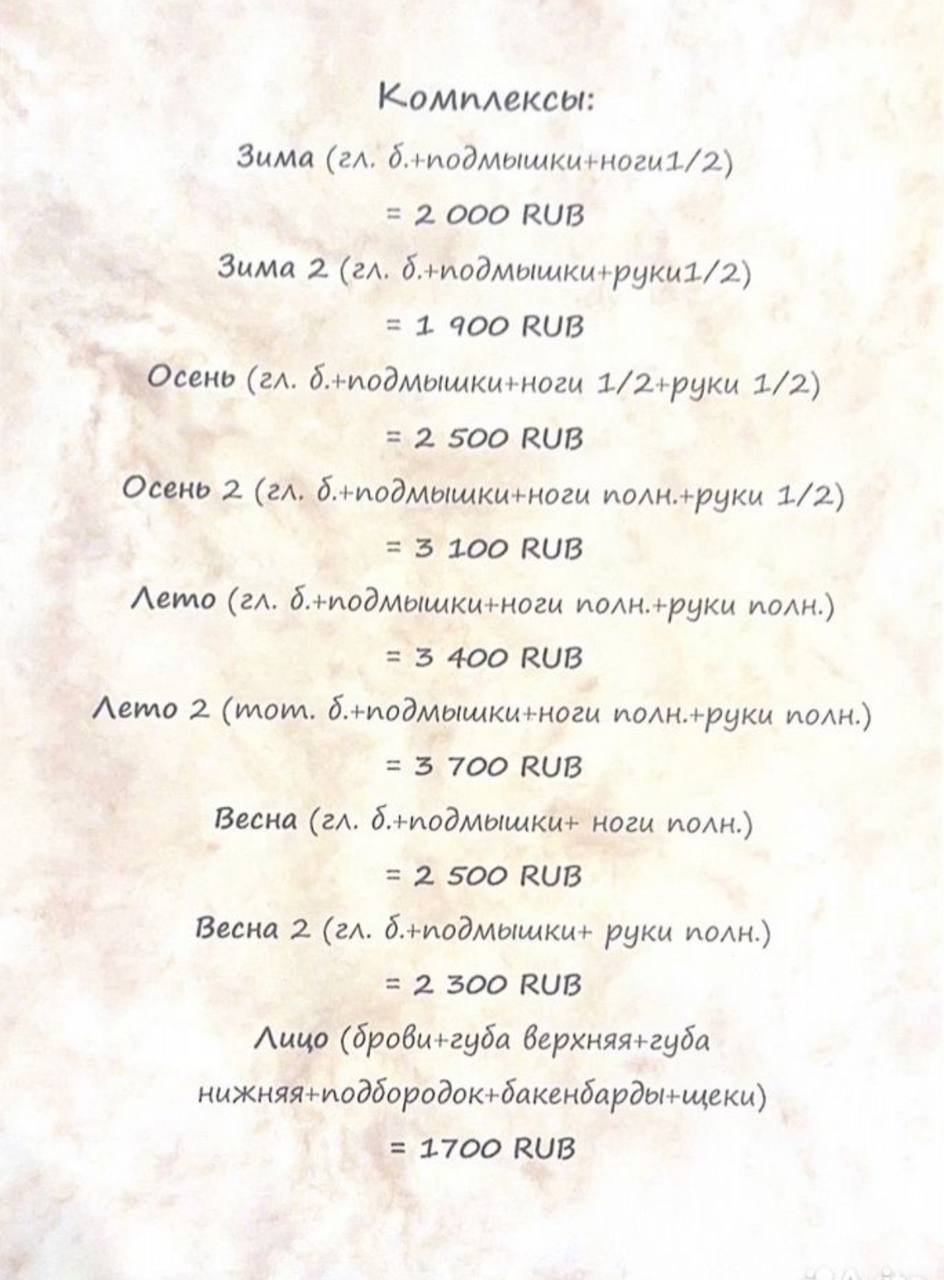 Комплексы:
Зима (гл. б.+подмышки+ноги1/2)
= 2 000 RUB
Зима 2 (гл. б.+подмышки+руки1/2)
= 1 900 RUB
Осень (гл. б.+подмышки+ноги 1/2+руки 1/2)
= 2 500 RUB
Осень 2 (гл. б.+подмышки+ноги полн.+руки 1/2)
= 3 100 RUB
Лето (гл. б.+подмышки+ноги полн.+руки полн.)
= 3 400 RUB
Лето 2 (тот. б.+подмышки+ноги полн.+руки полн.)
= 3 700 RUB
Весна (гл. б.+подмышки+ ноги полн.)
= 2 500 RUB
Весна 2 (гл. б.+подмышки+ руки полн.)
= 2 300 RUB
Лицо (брови+губа верхняя+губа
нижняя+подбородок+бакенбарды+щеки)
= 1700 RUB